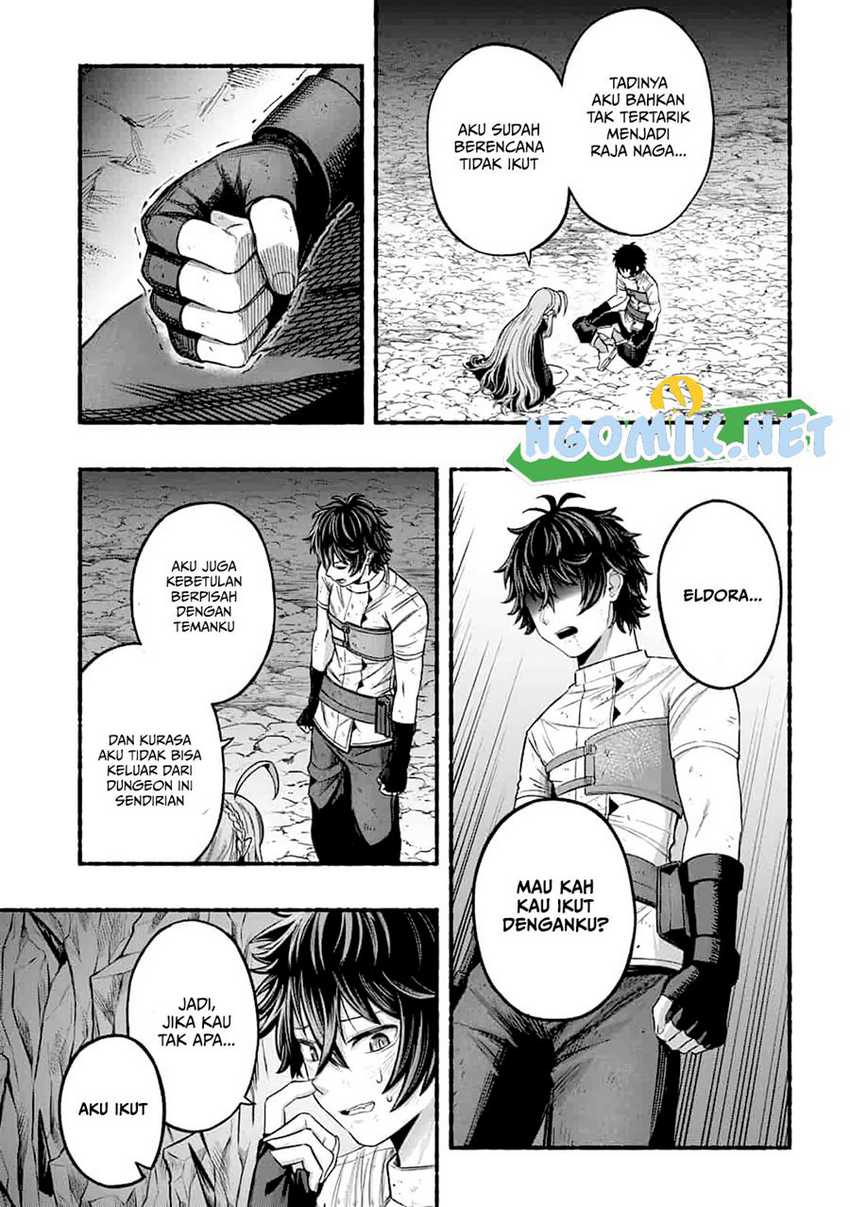 TADINYA
AKU BAHKAN
TAK TERTARIK
MENJADI
RAJA NAGA...
AKU SUDAH
BERENCANA
TIDAK IKUT
NGOMIK.NET
ELDORA...
MAU KAH
KAU IKUT
DENGANKU?
AKU JUGA
KEBETULAN
BERPISAH
DENGAN
TEMANKU
DAN KURASA
AKU TIDAK BISA
KELUAR DARI
DUNGEON INI
SENDIRIAN
JADI,
JIKA KAU
TAK APA...
AKU IKUT